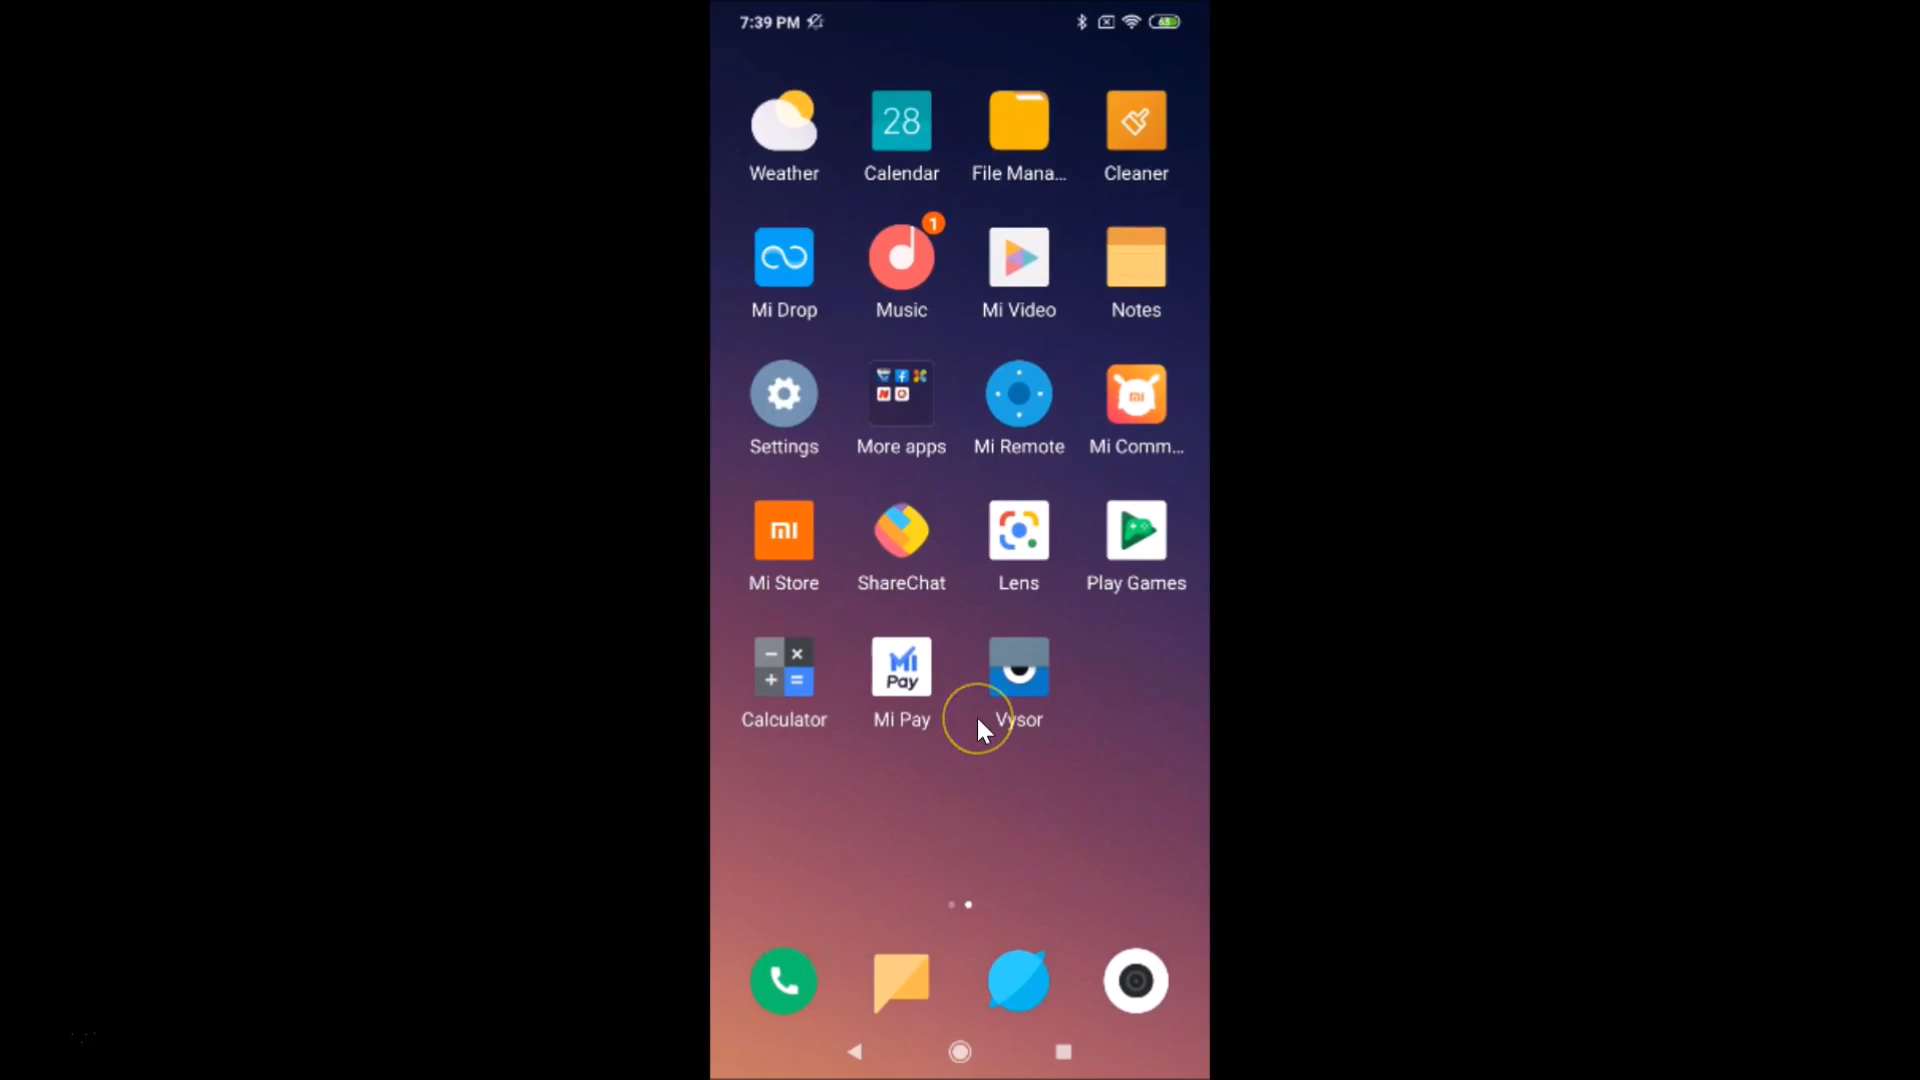 7:39 PM 63
28
Weather Calendar File Mana... Cleaner
1
Mi Drop Music Mi Video Notes
Settings More apps Mi Remote Mi Comm...
Mi Store ShareChat Lens Play Games
Mi Pay
Calculator Mi Pay Vysor